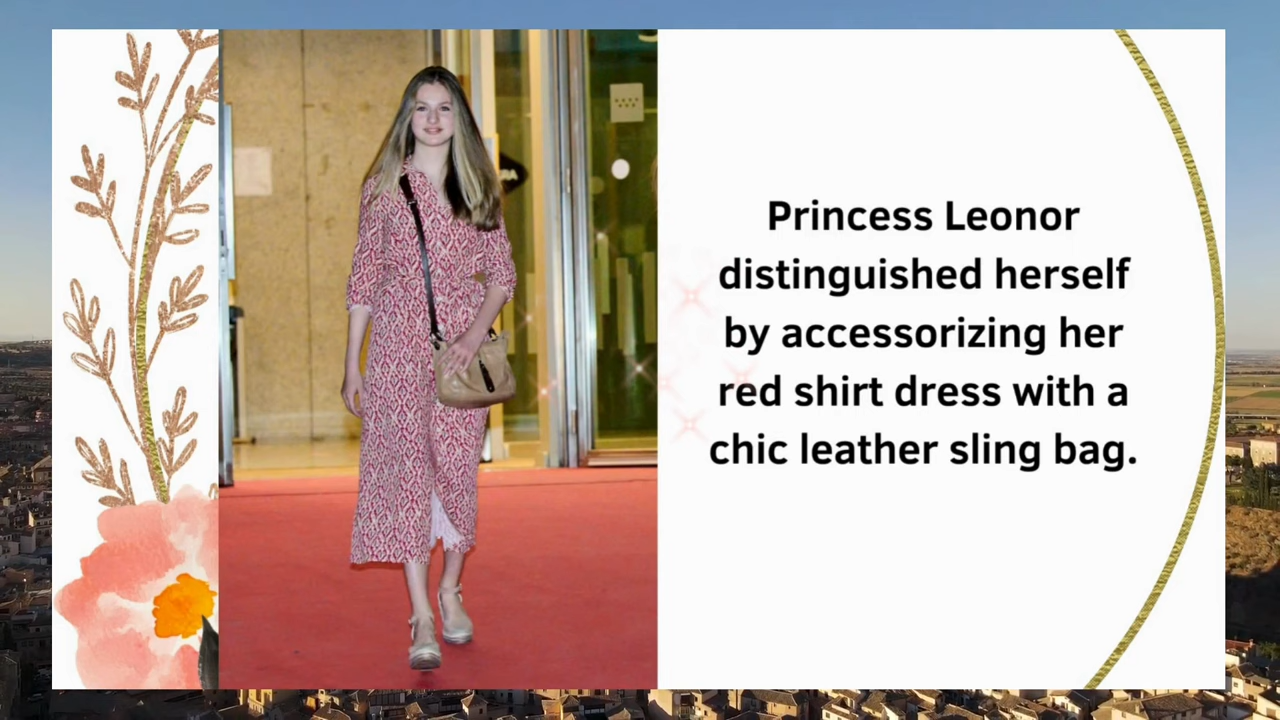 Princess Leonor
distinguished herself
by accessorizing her
red shirt dress with a
chic leather sling bag.